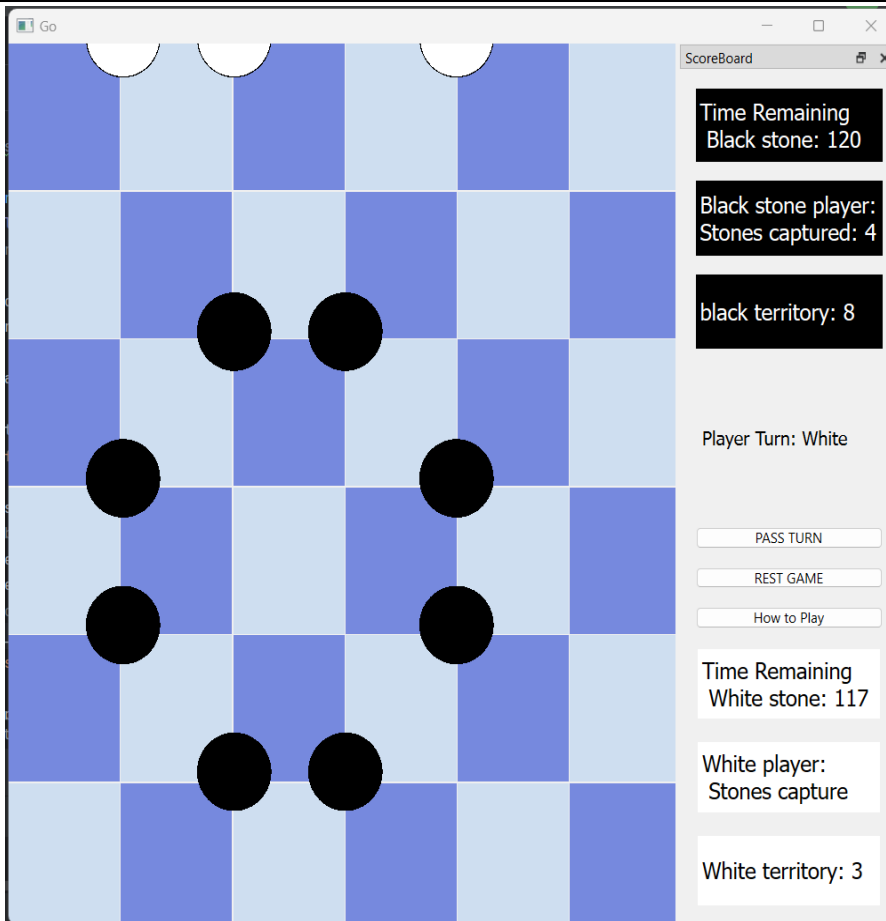 Go
ScoreBoard
Time Remaining
Black stone: 120
Black stone player:
Stones captured: 4
black territory: 8
Player Turn: White
PASS TURN
REST GAME
How to Play
Time Remaining
White stone: 117
White player:
Stones capture
White territory: 3